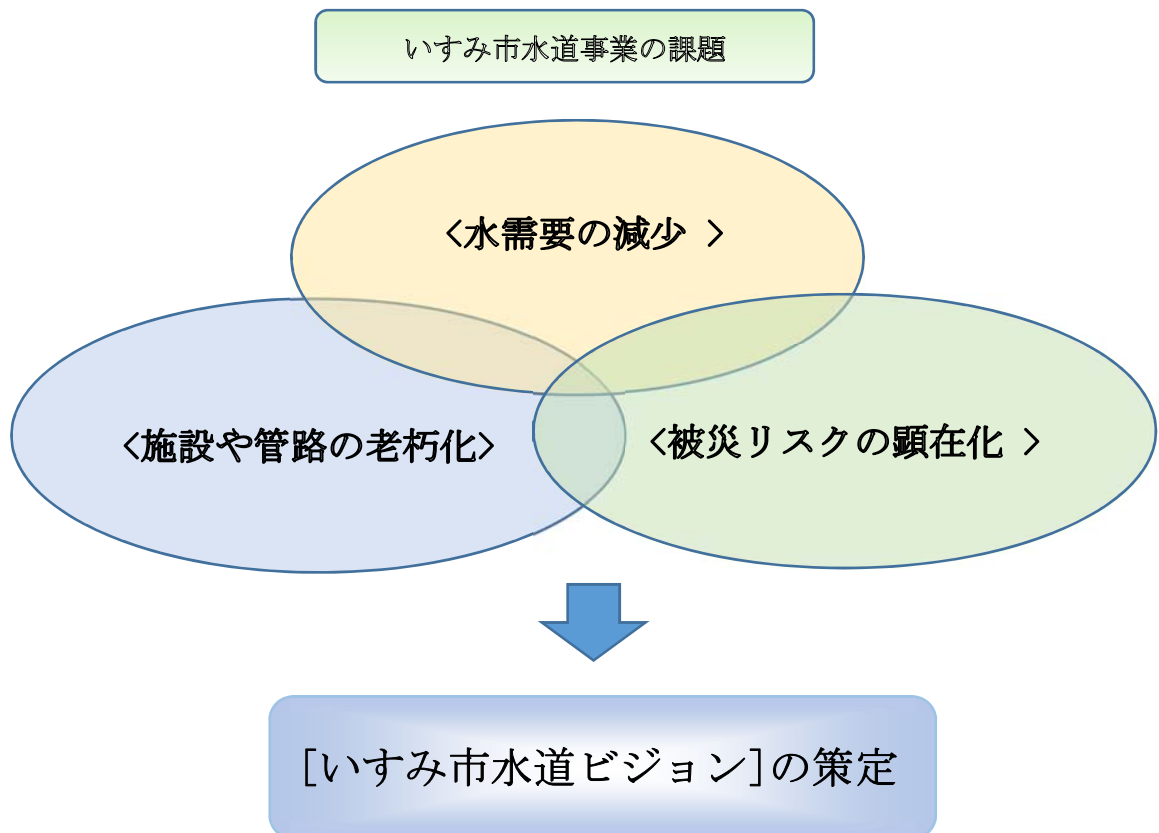 いすみ市水道事業の課題
<水需要の減少 >
<施設や管路の老朽化>
<被災リスクの顕在化 >
[いすみ市水道ビジョン]の策定